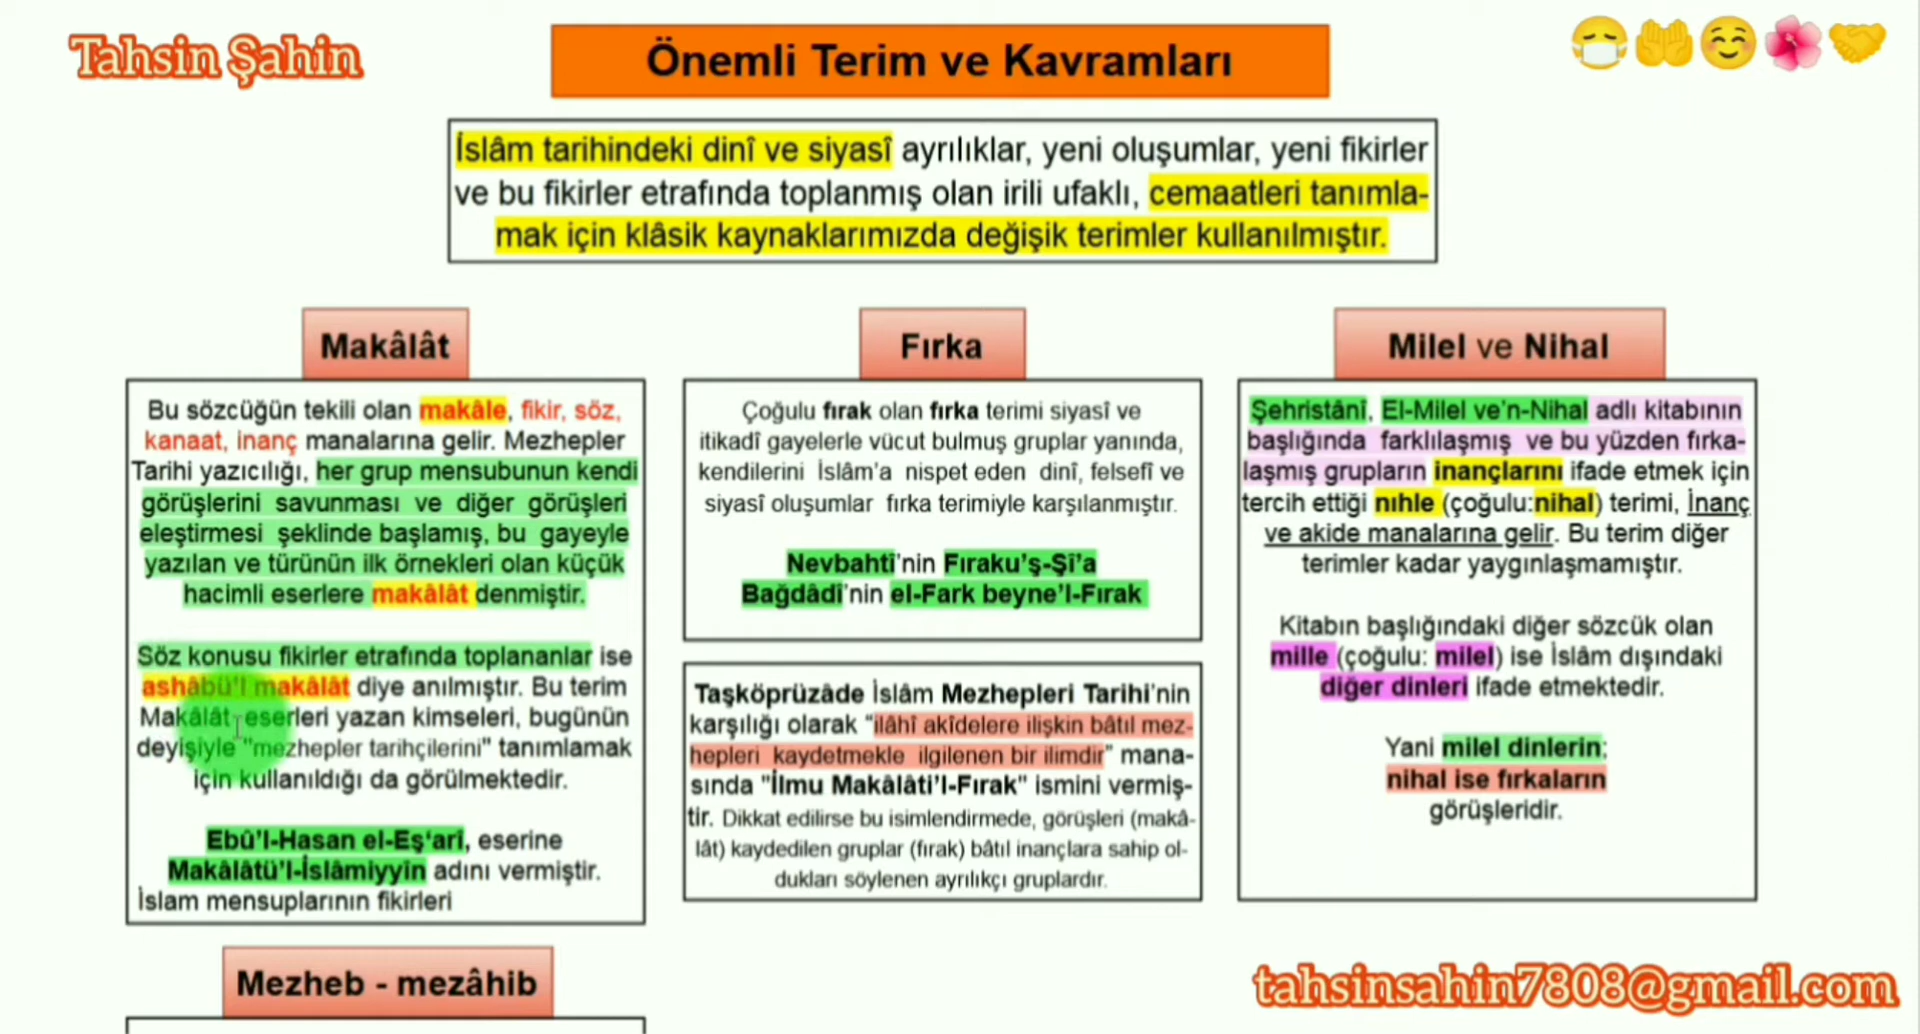 Tahsin Şahin
Önemli Terim ve Kavramları
İslâm tarihindeki dinî ve siyasî ayrılıklar, yeni oluşumlar, yeni fikirler
ve bu fikirler etrafında toplanmış olan irili ufaklı, cemaatleri tanımla-
mak için klâsik kaynaklarımızda değişik terimler kullanılmıştır.
Makâlât
Bu sözcüğün tekili olan makâle, fikir, söz,
kanaat, inanç manalarına gelir. Mezhepler
Tarihi yazıcılığı, her grup mensubunun kendi
görüşlerini savunması ve diğer görüşleri
eleştirmesi şeklinde başlamış, bu gayeyle
yazılan ve türünün ilk örnekleri olan küçük
hacimli eserlere makâlât denmiştir.
Söz konusu fikirler etrafında toplananlar ise
ashâbü'l makâlât diye anılmıştır. Bu terim
Makâlât eserleri yazan kimseleri, bugünün
deyişiyle "mezhepler tarihçilerini" tanımlamak
için kullanıldığı da görülmektedir.
Ebü'l-Hasan el-Eş'arî, eserine
Makâlâtü'l-İslâmiyyîn adını vermiştir.
İslam mensuplarının fikirleri
Fırka
Çoğulu fırak olan fırka terimi siyasî ve
itikadî gayelerle vücut bulmuş gruplar yanında,
kendilerini İslâm'a nispet eden dinî, felsefî ve
siyasî oluşumlar fırka terimiyle karşılanmıştır.
Nevbahtî'nin Fıraku'ş-Şî'a
Bağdâdî'nin el-Fark beyne'l-Fırak
Taşköprüzâde İslâm Mezhepleri Tarihi'nin
karşılığı olarak "ilâhî akîdelere ilişkin bâtıl mez-
hepleri kaydetmekle ilgilenen bir ilimdir" mana-
sında "İlmu Makâlâti'l-Fırak" ismini vermiş-
tir. Dikkat edilirse bu isimlendirmede, görüşleri (makâ-
lât) kaydedilen gruplar (fırak) bâtıl inançlara sahip ol-
dukları söylenen ayrılıkçı gruplardır.
Milel ve Nihal
Şehristânî, El-Milel ve'n-Nihal adlı kitabının
başlığında farklılaşmış ve bu yüzden fırka-
laşmış grupların inançlarını ifade etmek için
tercih ettiği nıhle (çoğulu:nihal) terimi, İnanç
ve akide manalarına gelir. Bu terim diğer
terimler kadar yaygınlaşmamıştır.
Kitabın başlığındaki diğer sözcük olan
mille (çoğulu: milel) ise İslâm dışındaki
diğer dinleri ifade etmektedir.
Yani milel dinlerin;
nihal ise fırkaların
görüşleridir.
Mezheb - mezâhib
tahsinsahin7808@gmail.com